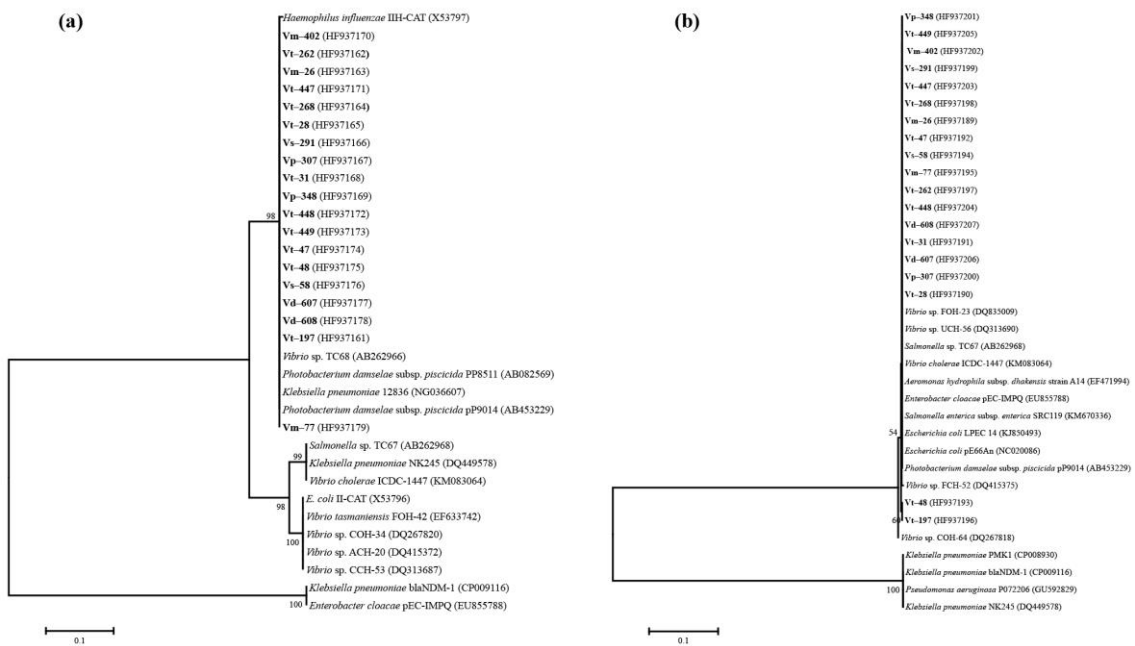 (a)
Haemophilus influenzae IIH-CAT (X53797)
Vm–402 (HF937170)
Vt–262 (HF937162)
Vm–26 (HF937163)
Vt–447 (HF937171)
Vt–268 (HF937164)
Vt–28 (HF937165)
Vs–291 (HF937166)
Vp–307 (HF937167)
Vt–31 (HF937168)
Vp–348 (HF937169)
Vt–448 (HF937172)
98
Vt–449 (HF937173)
Vt–47 (HF937174)
Vt–48 (HF937175)
Vs–58 (HF937176)
Vd–607 (HF937177)
Vd–608 (HF937178)
Vt–197 (HF937161)
Vibrio sp. TC68 (AB262966)
Photobacterium damselae subsp. piscicida PP8511 (AB082569)
Klebsiella pneumoniae 12836 (NG036607)
Photobacterium damselae subsp. piscicida pP9014 (AB453229)
Vm–77 (HF937179)
Salmonella sp. TC67 (AB262968)
99
Klebsiella pneumoniae NK245 (DQ449578)
Vibrio cholerae ICDC-1447 (KM083064)
98
E. coli II-CAT (X53796)
Vibrio tasmaniensis FOH-42 (EF633742)
Vibrio sp. COH-34 (DQ267820)
100
Vibrio sp. ACH-20 (DQ415372)
Vibrio sp. CCH-53 (DQ313687)
Klebsiella pneumoniae blaNDM-1 (CP009116)
100
Enterobacter cloacae pEC-IMPQ (EU855788)
0.1
(b)
Vp–348 (HF937201)
Vt–449 (HF937205)
Vm–402 (HF937202)
Vs–291 (HF937199)
Vt–447 (HF937203)
Vt–268 (HF937198)
Vm–26 (HF937189)
Vt–47 (HF937192)
Vs–58 (HF937194)
Vm–77 (HF937195)
Vt–262 (HF937197)
Vt–448 (HF937204)
Vd–608 (HF937207)
Vt–31 (HF937191)
Vd–607 (HF937206)
Vp–307 (HF937200)
Vt–28 (HF937190)
Vibrio sp. FOH-23 (DQ835009)
Vibrio sp. UCH-56 (DQ313690)
Salmonella sp. TC67 (AB262968)
Vibrio cholerae ICDC-1447 (KM083064)
Aeromonas hydrophila subsp. dhakensis strain A14 (EF471994)
Enterobacter cloacae pEC-IMPQ (EU855788)
Salmonella enterica subsp. enterica SRC119 (KM670336)
54
Escherichia coli LPEC 14 (KJ850493)
Escherichia coli pE66An (NC020086)
Photobacterium damselae subsp. piscicida pP9014 (AB453229)
Vibrio sp. FCH-52 (DQ415375)
Vt–48 (HF937193)
Vt–197 (HF937196)
Vibrio sp. COH-64 (DQ267818)
Klebsiella pneumoniae PMK1 (CP008930)
Klebsiella pneumoniae blaNDM-1 (CP009116)
100
Pseudomonas aeruginosa P072206 (GU592829)
Klebsiella pneumoniae NK245 (DQ449578)
0.1